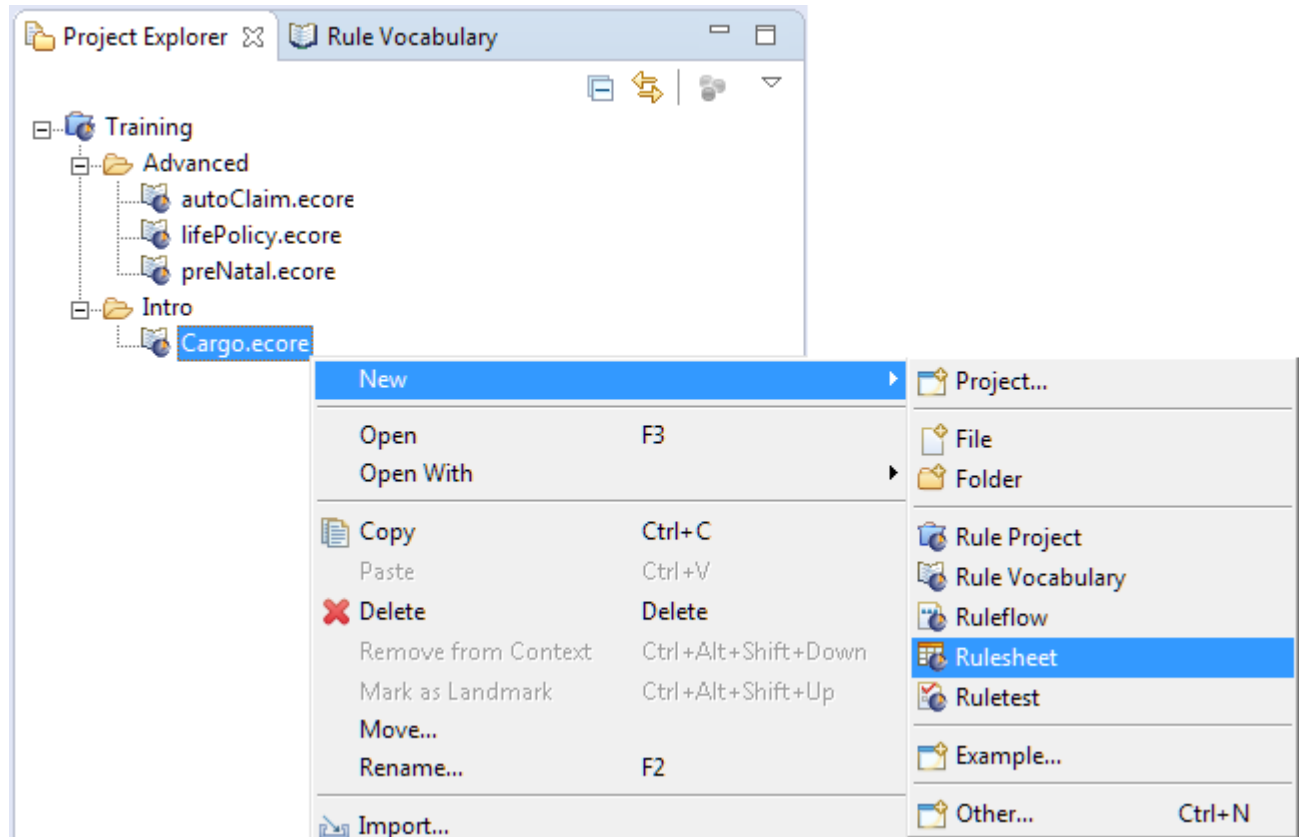 Project Explorer Rule Vocabulary
Training
Advanced
autoClaim.ecore
lifePolicy.ecore
preNatal.ecore
Intro
Cargo.ecore
New
Open F3
Open With
Copy Ctrl+C
Paste Ctrl+V
Delete Delete
Remove from Context Ctrl+Alt+Shift+Down
Mark as Landmark Ctrl+Alt+Shift+Up
Move...
Rename... F2
Import...
Project...
File
Folder
Rule Project
Rule Vocabulary
Ruleflow
Rulesheet
Ruletest
Example...
Other... Ctrl+N